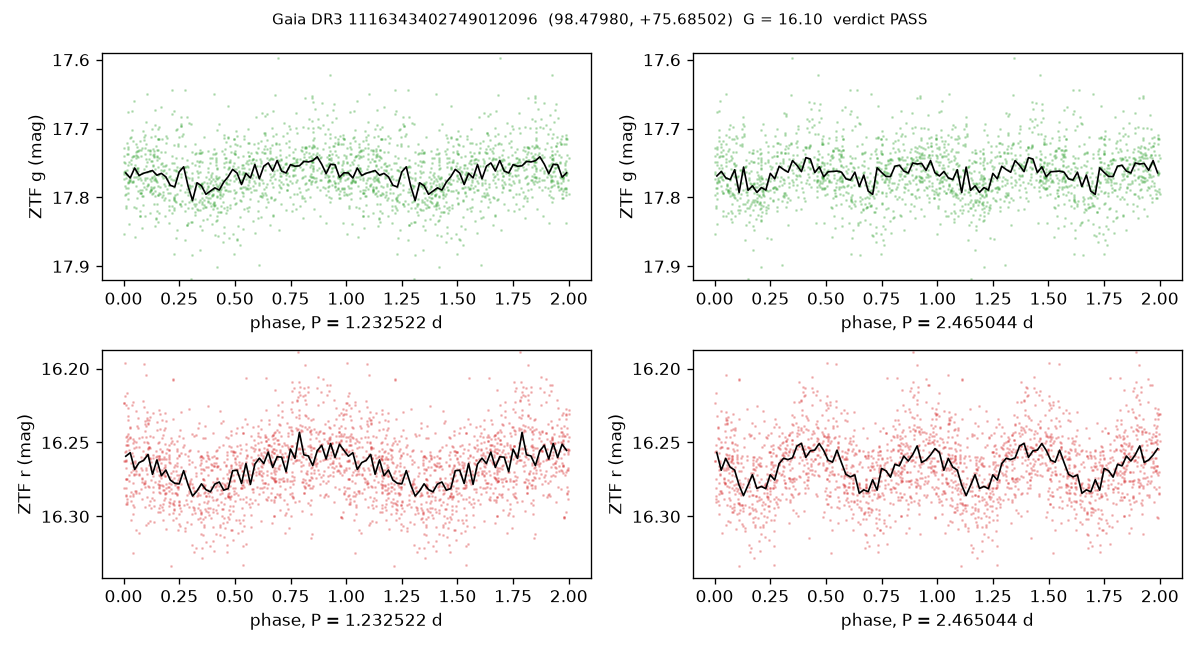 Gaia DR3 1116343402749012096 (98.47980, +75.68502) G = 16.10 verdict PASS
ZTF g (mag)
17.6
17.7
17.8
17.9
0.00 0.25 0.50 0.75 1.00 1.25 1.50 1.75 2.00
phase, P = 1.232522 d
ZTF g (mag)
17.6
17.7
17.8
17.9
0.00 0.25 0.50 0.75 1.00 1.25 1.50 1.75 2.00
phase, P = 2.465044 d
ZTF r (mag)
16.20
16.25
16.30
0.00 0.25 0.50 0.75 1.00 1.25 1.50 1.75 2.00
phase, P = 1.232522 d
ZTF r (mag)
16.20
16.25
16.30
0.00 0.25 0.50 0.75 1.00 1.25 1.50 1.75 2.00
phase, P = 2.465044 d